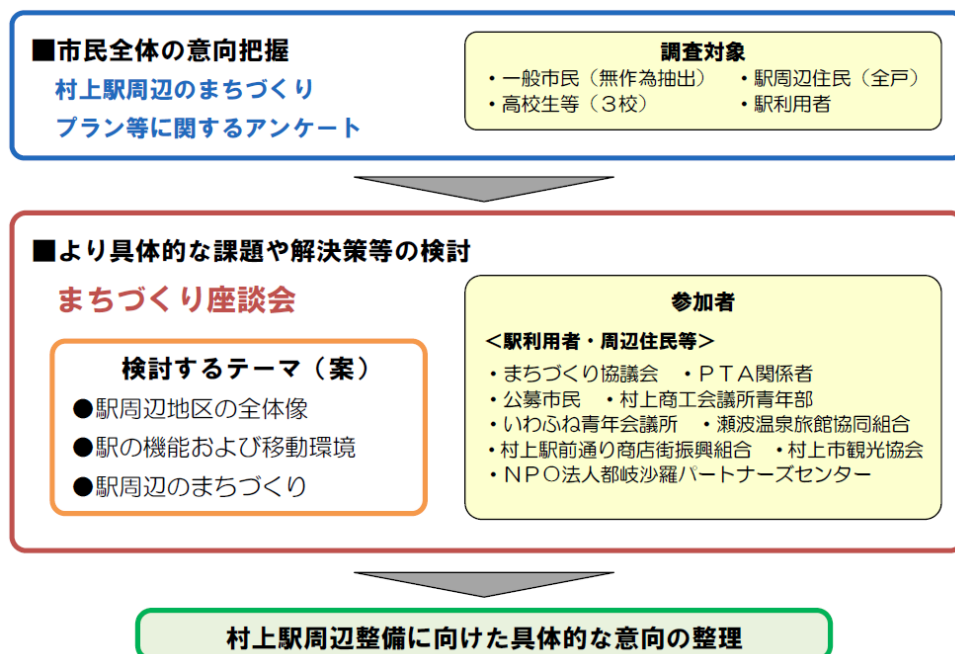 ■市民全体の意向把握
村上駅周辺のまちづくり
プラン等に関するアンケート
調査対象
・一般市民（無作為抽出）　・駅周辺住民（全戸）
・高校生等（３校）　・駅利用者
■より具体的な課題や解決策等の検討
まちづくり座談会
検討するテーマ（案）
●駅周辺地区の全体像
●駅の機能および移動環境
●駅周辺のまちづくり
参加者
＜駅利用者・周辺住民等＞
・まちづくり協議会　・ＰＴＡ関係者
・公募市民　・村上商工会議所青年部
・いわふね青年会議所　・瀬波温泉旅館協同組合
・村上駅前通り商店街振興組合　・村上市観光協会
・ＮＰＯ法人都岐沙羅パートナーズセンター
村上駅周辺整備に向けた具体的な意向の整理